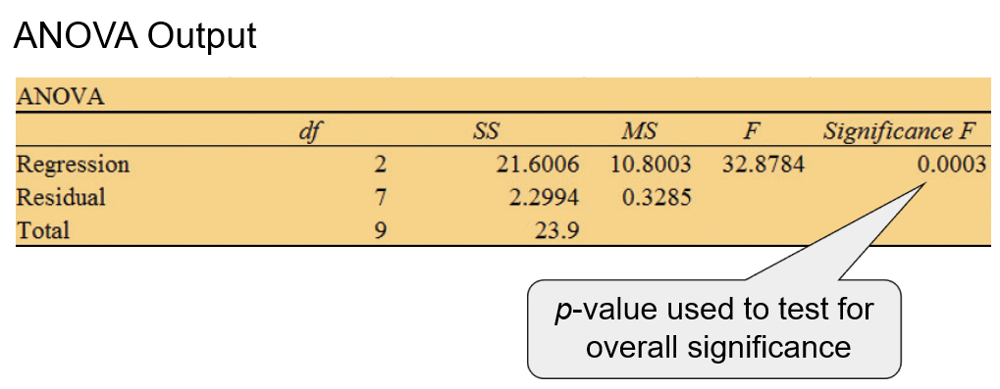 ANOVA Output
ANOVA
df SS MS F Significance F
Regression 2 21.6006 10.8003 32.8784 0.0003
Residual 7 2.2994 0.3285
Total 9 23.9
p-value used to test for
overall significance